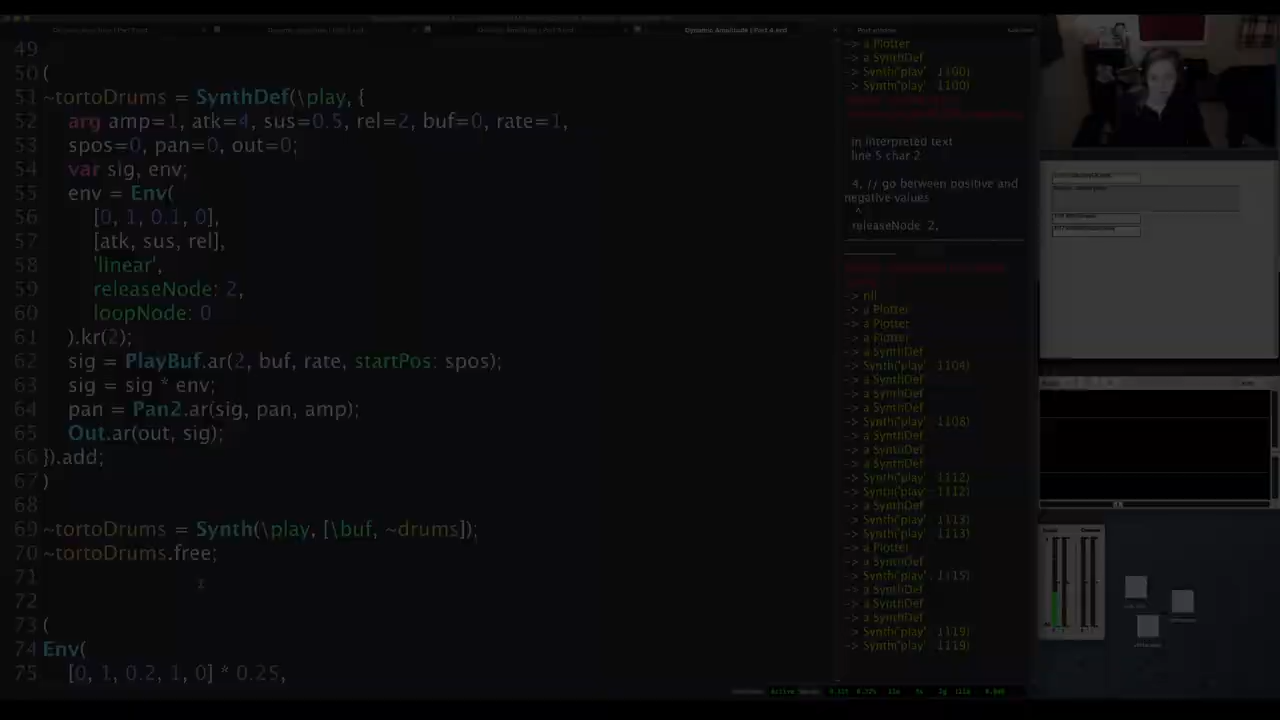 Dynamic Amplitude | Part 4.scd
49
50 (
51 ~tortoDrums = SynthDef(\play, {
52 arg amp=1, atk=4, sus=0.5, rel=2, buf=0, rate=1,
53 spos=0, pan=0, out=0;
54 var sig, env;
55 env = Env(
56 [0, 1, 0.1, 0],
57 [atk, sus, rel],
58 'linear',
59 releaseNode: 2,
60 loopNode: 0
61 ).kr(2);
62 sig = PlayBuf.ar(2, buf, rate, startPos: spos);
63 sig = sig * env;
64 pan = Pan2.ar(sig, pan, amp);
65 Out.ar(out, sig);
66 }).add;
67 )
68
69 ~tortoDrums = Synth(\play, [\buf, ~drums]);
70 ~tortoDrums.free;
71
72
73 (
74 Env(
75 [0, 1, 0.2, 1, 0] * 0.25,
-> a Plotter
-> a SynthDef
-> Synth('play' : 1100)
-> Synth('play' : 1100)
in interpreted text
line 5 char 2
4, // go between positive and
negative values
^
releaseNode: 2,
-> nil
-> a Plotter
-> a Plotter
-> a Plotter
-> a SynthDef
-> Synth('play' : 1104)
-> a SynthDef
-> a SynthDef
-> a SynthDef
-> Synth('play' : 1108)
-> a SynthDef
-> a SynthDef
-> a SynthDef
-> Synth('play' : 1112)
-> Synth('play' : 1112)
-> a SynthDef
-> Synth('play' : 1113)
-> Synth('play' : 1113)
-> a Plotter
-> a SynthDef
-> Synth('play' : 1115)
-> a SynthDef
-> a SynthDef
-> a SynthDef
-> Synth('play' : 1119)
-> Synth('play' : 1119)